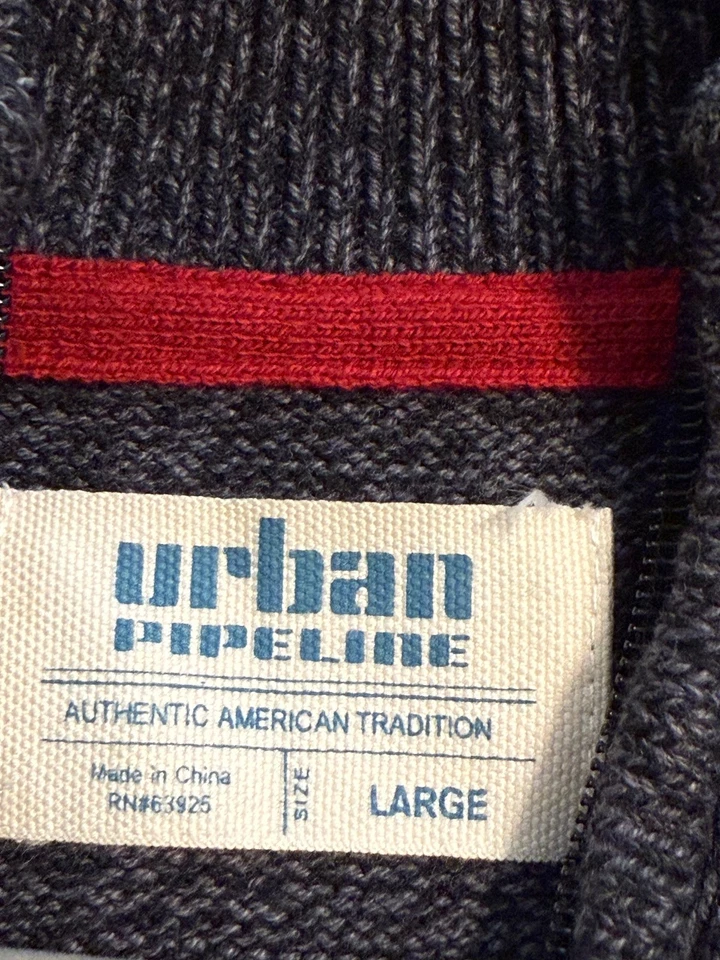 urban
PIPELINE
AUTHENTIC AMERICAN TRADITION
Made in China
RN#63925
SIZE
LARGE